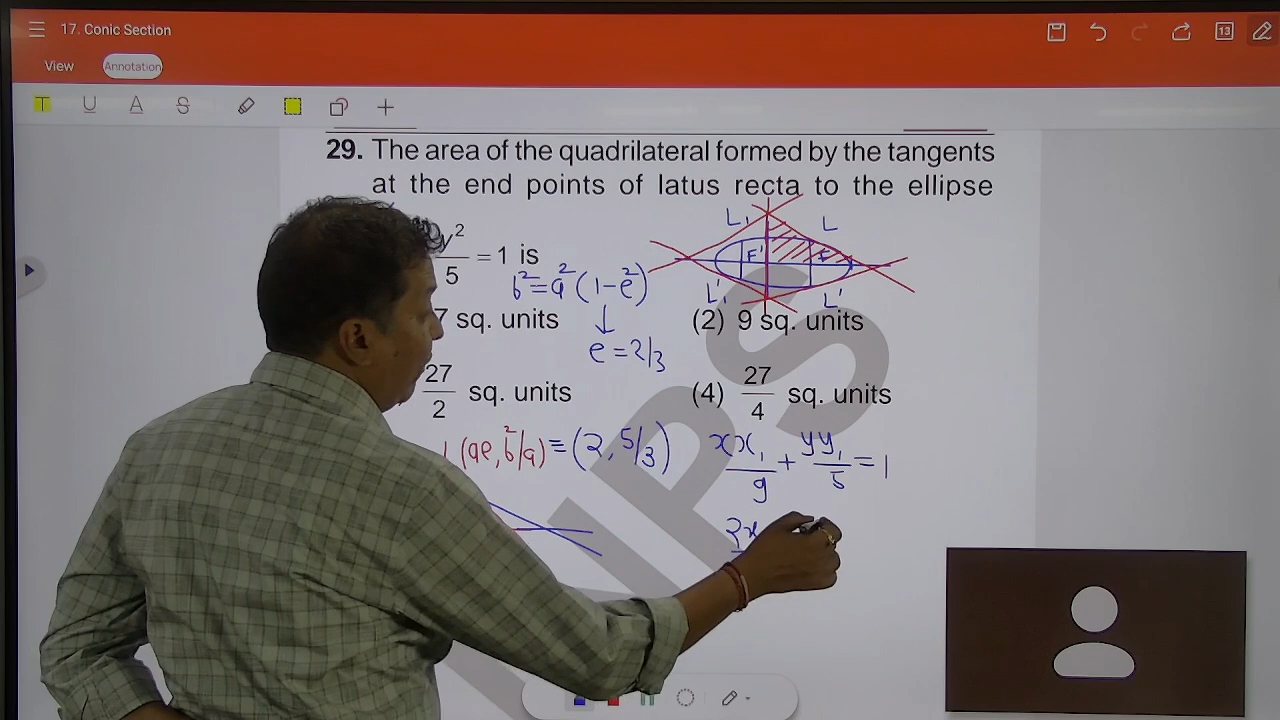 17. Conic Section
13
View
Annotation
T U A S
29. The area of the quadrilateral formed by the tangents
at the end points of latus recta to the ellipse
y²/5 = 1 is
L₁ L
F' F
L₁' L'
b² = a² (1 - e²)
7 sq. units
(2) 9 sq. units
↓
e = 2/3
27/2 sq. units
(4) 27/4 sq. units
(ae, b²/a) ≡ (2, 5/3)
xx₁/9 + yy₁/5 = 1
2x
NPS